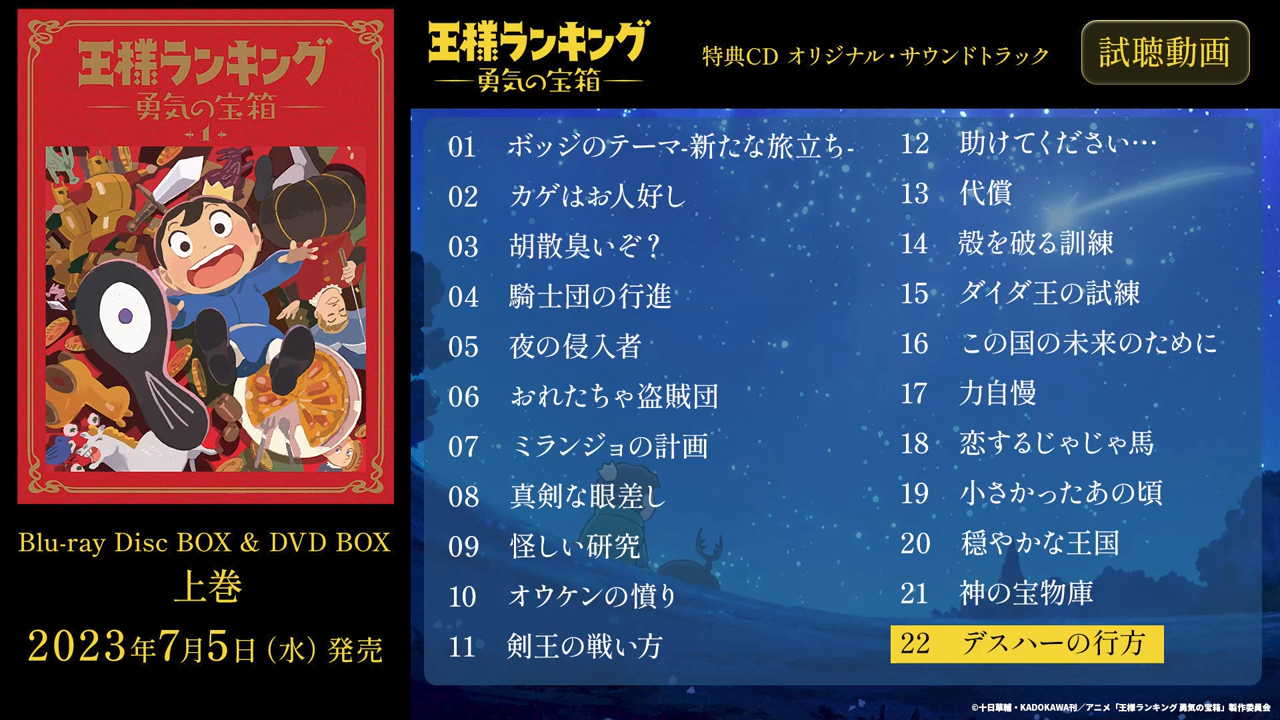 王様ランキング
勇気の宝箱
1
Blu-ray Disc BOX & DVD BOX
上巻
2023年7月5日（水）発売
王様ランキング
勇気の宝箱
特典CD オリジナル・サウンドトラック
試聴動画
01 ボッジのテーマ-新たな旅立ち-
02 カゲはお人好し
03 胡散臭いぞ？
04 騎士団の行進
05 夜の侵入者
06 おれたちゃ盗賊団
07 ミランジョの計画
08 真剣な眼差し
09 怪しい研究
10 オウケンの憤り
11 剣王の戦い方
12 助けてください…
13 代償
14 殻を破る訓練
15 ダイダ王の試練
16 この国の未来のために
17 力自慢
18 恋するじゃじゃ馬
19 小さかったあの頃
20 穏やかな王国
21 神の宝物庫
22 デスハーの行方
©十日草輔・KADOKAWA刊／アニメ「王様ランキング 勇気の宝箱」製作委員会